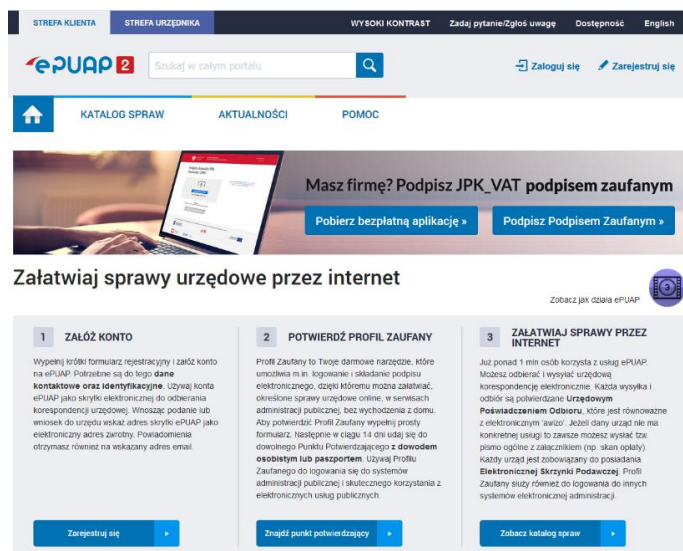 STREFA KLIENTA STREFA URZĘDNIKA WYSOKI KONTRAST Zadaj pytanie/Zgłoś uwagę Dostępność English
ePUAP 2 Szukaj w całym portalu Zaloguj się Zarejestruj się
KATALOG SPRAW AKTUALNOŚCI POMOC
Masz firmę? Podpisz JPK_VAT podpisem zaufanym
Pobierz bezpłatną aplikację » Podpisz Podpisem Zaufanym »
Załatwiaj sprawy urzędowe przez internet
Zobacz jak działa ePUAP
1 ZAŁÓŻ KONTO
Wypełnij krótki formularz rejestracyjny i załóż konto
na ePUAP. Potrzebne są do tego dane
kontaktowe oraz identyfikacyjne. Używaj konta
ePUAP jako skrytki elektronicznej do odbierania
korespondencji urzędowej. Wnosząc podanie lub
wniosek do urzędu wskaż adres skrytki ePUAP jako
elektroniczny adres zwrotny. Powiadomienia
otrzymasz również na wskazany adres email.
Zarejestruj się
2 POTWIERDŹ PROFIL ZAUFANY
Profil Zaufany to Twoje darmowe narzędzie, które
umożliwia m.in. logowanie i składanie podpisu
elektronicznego, dzięki któremu można załatwiać,
określone sprawy urzędowe online, w serwisach
administracji publicznej, bez wychodzenia z domu.
Aby potwierdzić Profil Zaufany wypełnij prosty
formularz. Następnie w ciągu 14 dni udaj się do
dowolnego Punktu Potwierdzającego z dowodem
osobistym lub paszportem. Używaj Profilu
Zaufanego do logowania się do systemów
administracji publicznej i skutecznego korzystania z
elektronicznych usług publicznych.
Znajdź punkt potwierdzający
3 ZAŁATWIAJ SPRAWY PRZEZ
INTERNET
Już ponad 1 mln osób korzysta z usług ePUAP.
Możesz odbierać i wysyłać urzędową
korespondencję elektronicznie. Każda wysyłka i
odbiór są potwierdzane Urzędowym
Poświadczeniem Odbioru, które jest równoważne
z elektronicznym 'awizo'. Jeżeli dany urząd nie ma
konkretnej usługi to zawsze możesz wysłać tzw.
pismo ogólne z załącznikiem (np. skan opłaty).
Każdy urząd jest zobowiązany do posiadania
Elektronicznej Skrzynki Podawczej. Profil
Zaufany służy również do logowania do innych
systemów elektronicznej administracji.
Zobacz katalog spraw